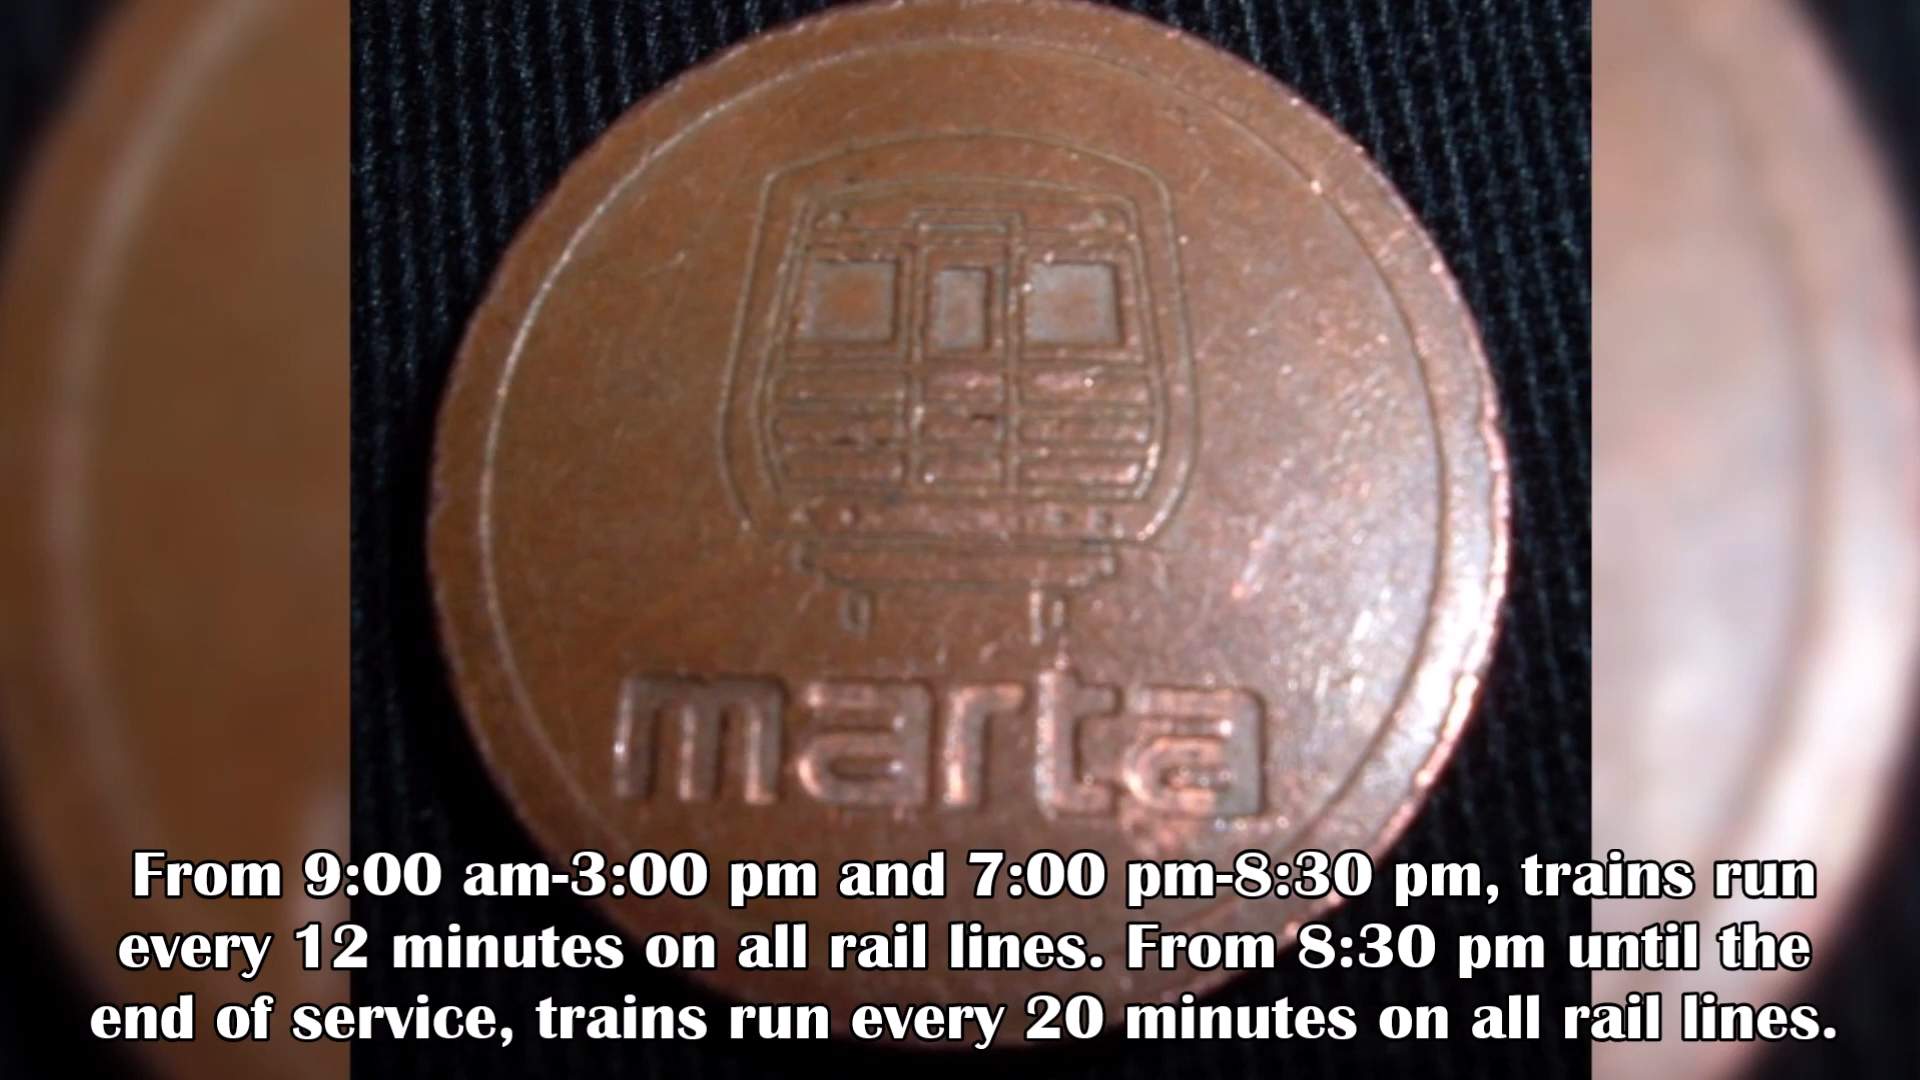 marta
From 9:00 am-3:00 pm and 7:00 pm-8:30 pm, trains run
every 12 minutes on all rail lines. From 8:30 pm until the
end of service, trains run every 20 minutes on all rail lines.